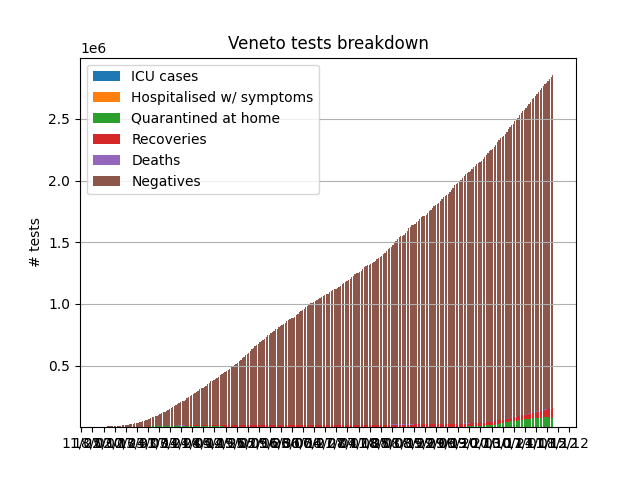 Veneto tests breakdown
1e6
ICU cases
Hospitalised w/ symptoms
Quarantined at home
Recoveries
Deaths
Negatives
2.5
2.0
1.5
1.0
0.5
# tests